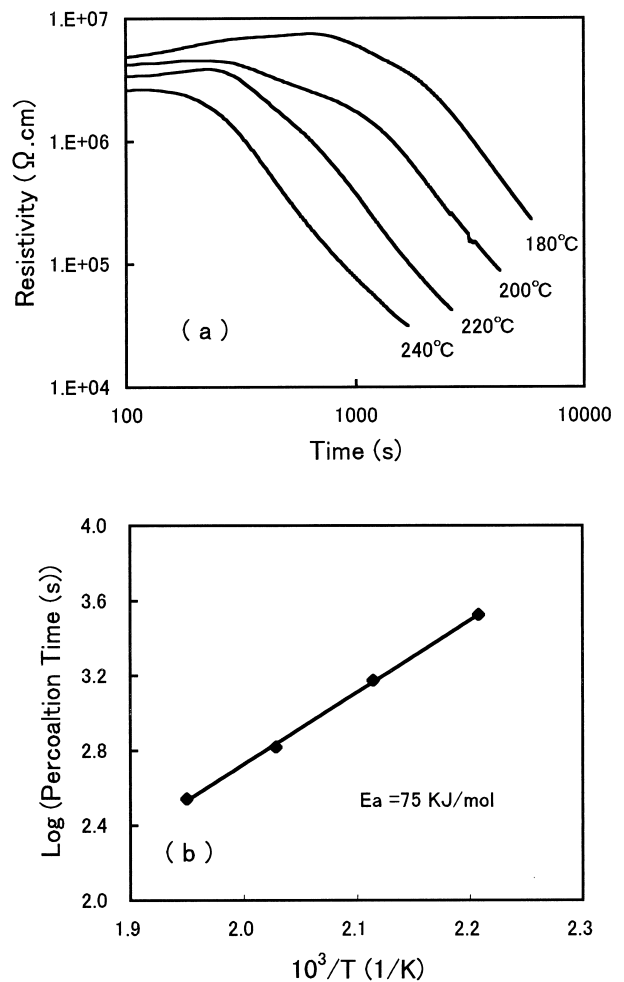 1.E+07
1.E+06
1.E+05
1.E+04
Resistivity (Ω.cm)
180℃
200℃
220℃
240℃
(a)
100 1000 10000
Time (s)
4.0
3.6
3.2
2.8
2.4
2.0
Log (Percoaltion Time (s))
Ea =75 KJ/mol
(b)
1.9 2.0 2.1 2.2 2.3
10³/T (1/K)